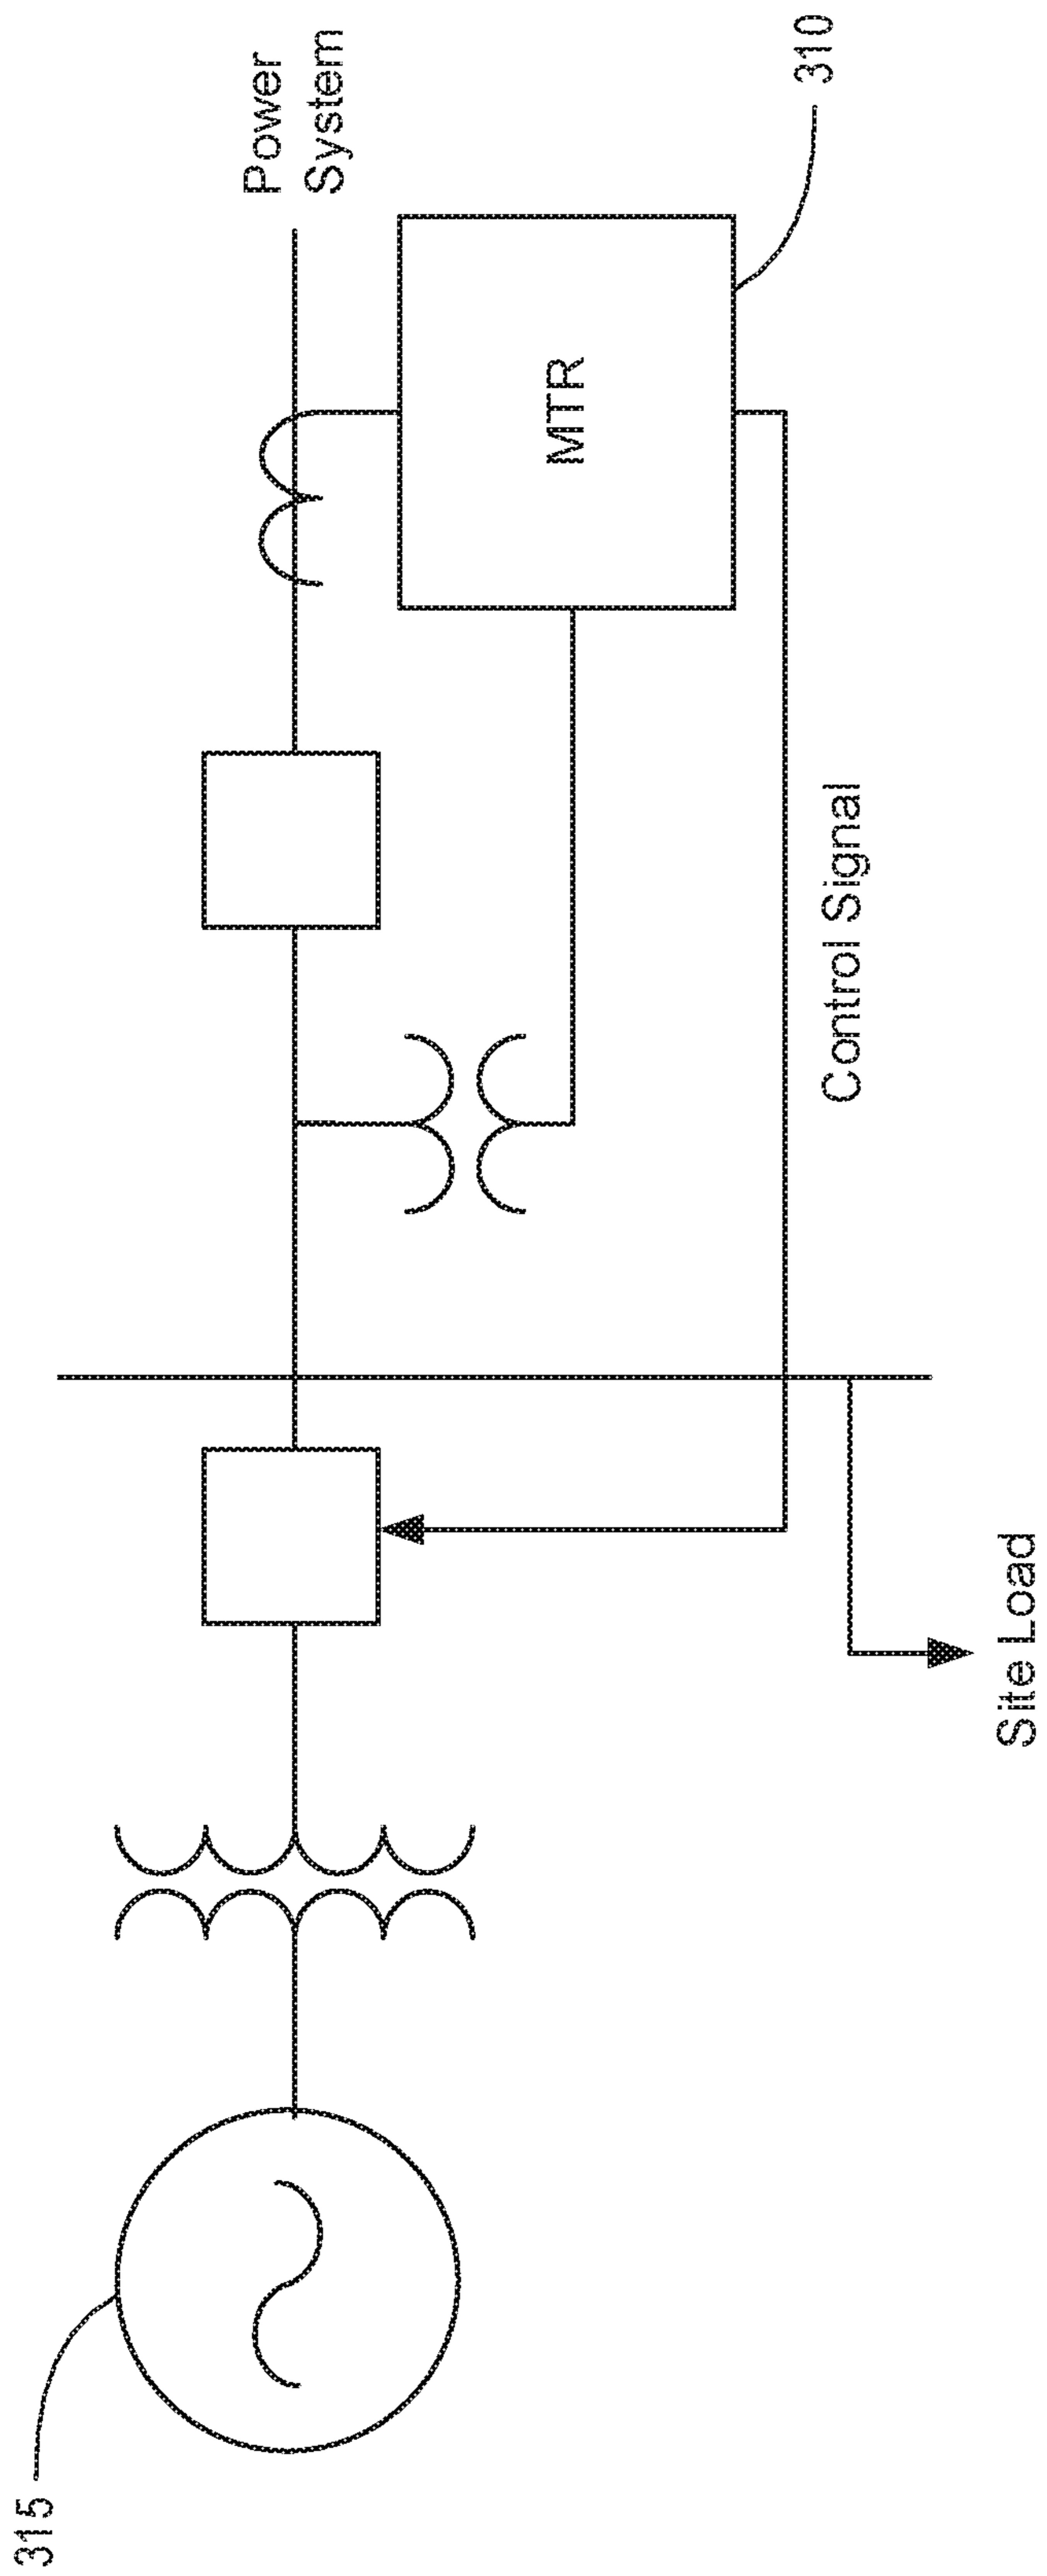 315
Site Load
Control Signal
MTR
Power
System
310